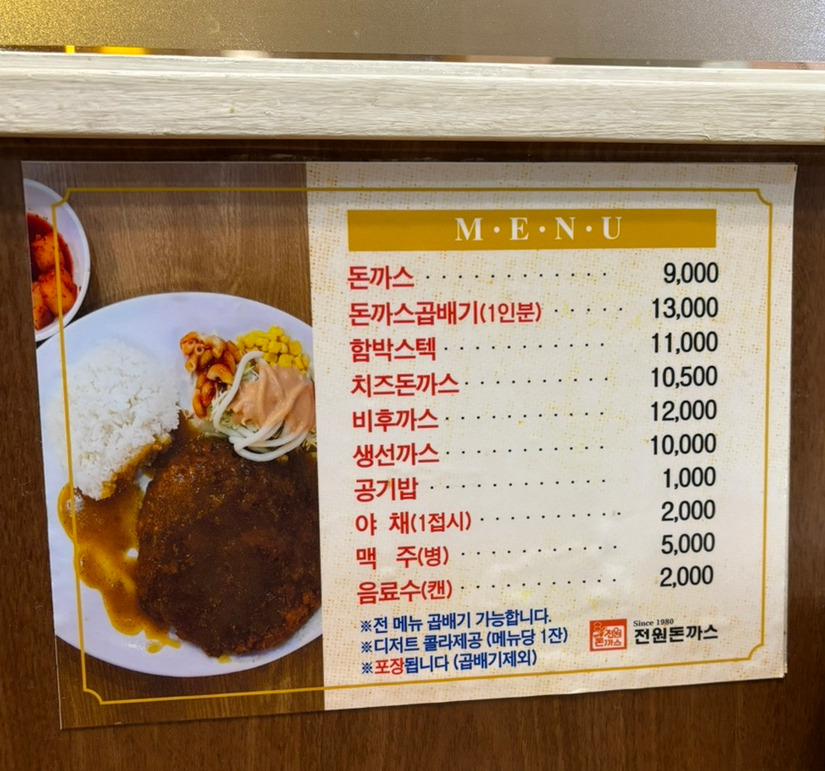 M·E·N·U
돈까스 · · · · · · · · · · · · 9,000
돈까스곱배기(1인분) · · · · · · 13,000
함박스텍 · · · · · · · · · · · 11,000
치즈돈까스 · · · · · · · · · · 10,500
비후까스 · · · · · · · · · · · 12,000
생선까스 · · · · · · · · · · · 10,000
공기밥 · · · · · · · · · · · · 1,000
야 채(1접시) · · · · · · · · · · 2,000
맥 주(병) · · · · · · · · · · · 5,000
음료수(캔) · · · · · · · · · · · 2,000
※전 메뉴 곱배기 가능합니다.
※디저트 콜라제공 (메뉴당 1잔)
※포장됩니다 (곱배기제외)
전원
돈까스
Since 1980
전원돈까스